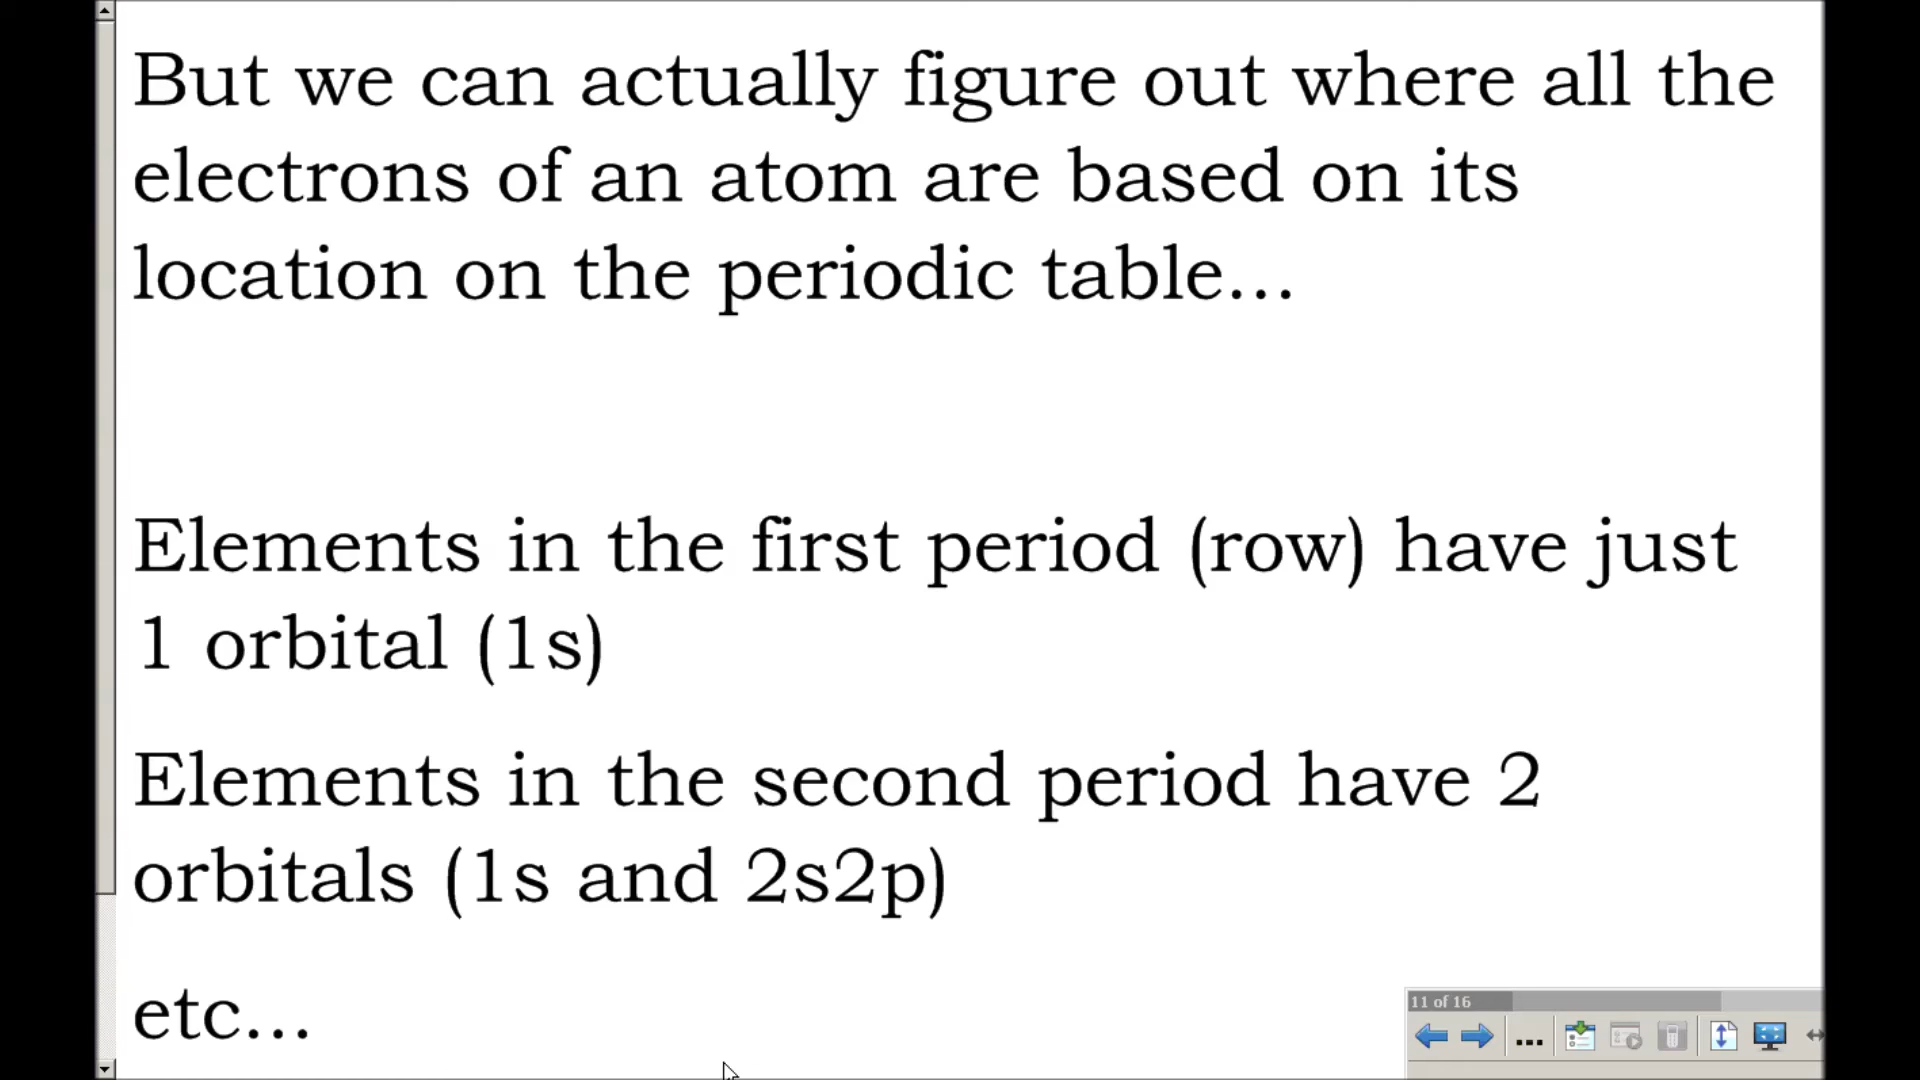 But we can actually figure out where all the
electrons of an atom are based on its
location on the periodic table...
Elements in the first period (row) have just
1 orbital (1s)
Elements in the second period have 2
orbitals (1s and 2s2p)
etc...
11 of 16
...